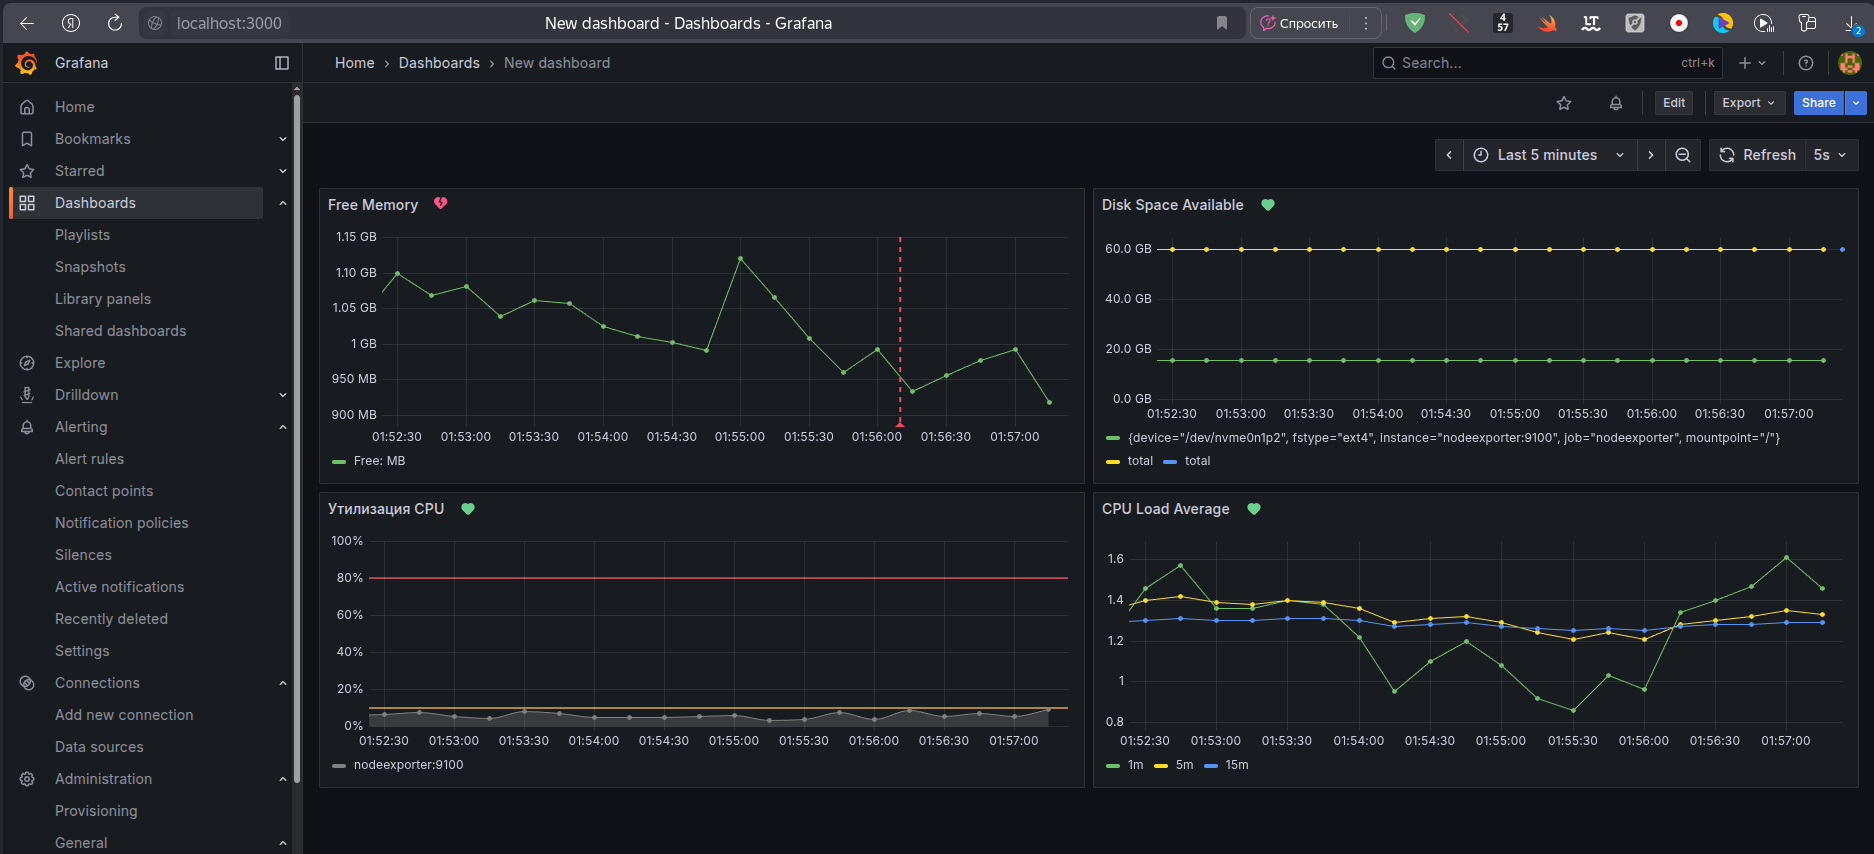 localhost:3000
New dashboard - Dashboards - Grafana
Спросить
4
57
LT
2
Grafana
Home › Dashboards › New dashboard
Search...
ctrl+k
Edit
Export
Share
Home
Bookmarks
Starred
Dashboards
Playlists
Snapshots
Library panels
Shared dashboards
Explore
Drilldown
Alerting
Alert rules
Contact points
Notification policies
Silences
Active notifications
Recently deleted
Settings
Connections
Add new connection
Data sources
Administration
Provisioning
General
Last 5 minutes
Refresh
5s
Free Memory
1.15 GB
1.10 GB
1.05 GB
1 GB
950 MB
900 MB
01:52:30 01:53:00 01:53:30 01:54:00 01:54:30 01:55:00 01:55:30 01:56:00 01:56:30 01:57:00
Free: MB
Disk Space Available
60.0 GB
40.0 GB
20.0 GB
0.0 GB
01:52:30 01:53:00 01:53:30 01:54:00 01:54:30 01:55:00 01:55:30 01:56:00 01:56:30 01:57:00
{device="/dev/nvme0n1p2", fstype="ext4", instance="nodeexporter:9100", job="nodeexporter", mountpoint="/"}
total total
Утилизация CPU
100%
80%
60%
40%
20%
0%
01:52:30 01:53:00 01:53:30 01:54:00 01:54:30 01:55:00 01:55:30 01:56:00 01:56:30 01:57:00
nodeexporter:9100
CPU Load Average
1.6
1.4
1.2
1
0.8
01:52:30 01:53:00 01:53:30 01:54:00 01:54:30 01:55:00 01:55:30 01:56:00 01:56:30 01:57:00
1m 5m 15m